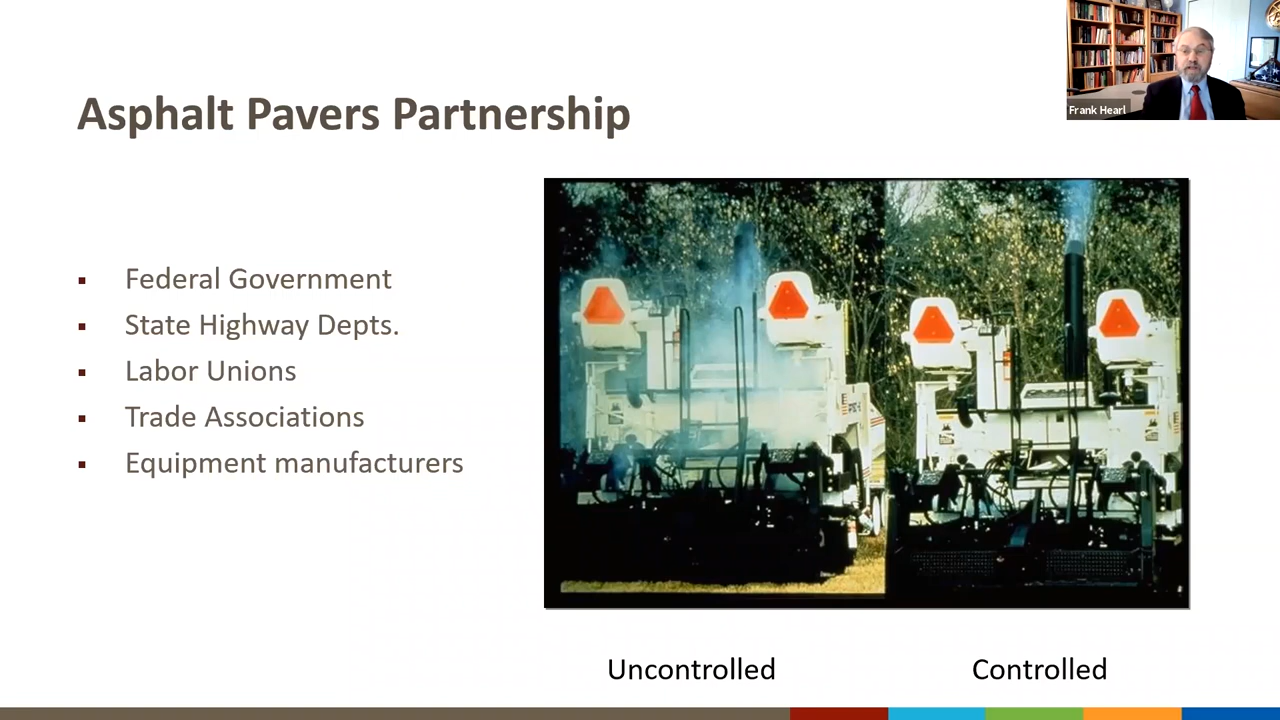 Frank Hearl
Asphalt Pavers Partnership
Federal Government
State Highway Depts.
Labor Unions
Trade Associations
Equipment manufacturers
Uncontrolled
Controlled